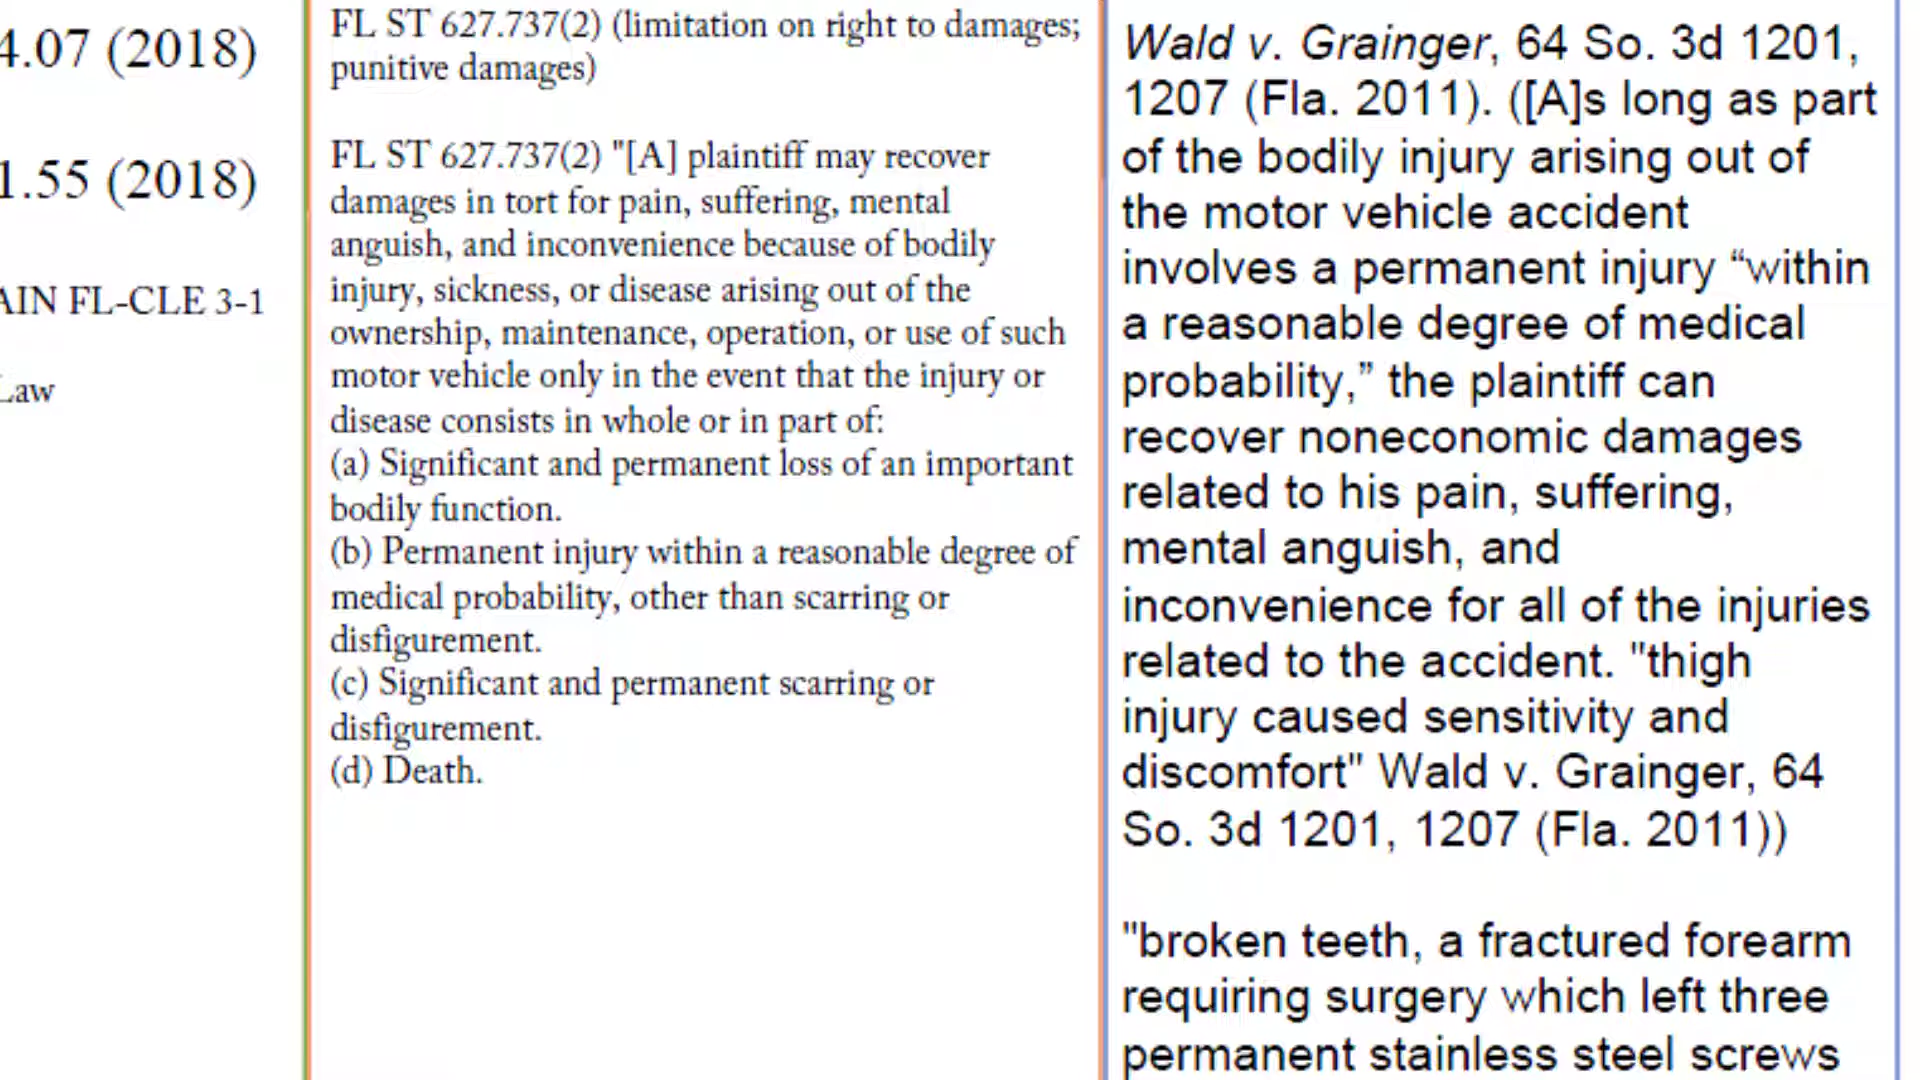 4.07 (2018)
1.55 (2018)
AIN FL-CLE 3-1
Law
FL ST 627.737(2) (limitation on right to damages;
punitive damages)
FL ST 627.737(2) "[A] plaintiff may recover
damages in tort for pain, suffering, mental
anguish, and inconvenience because of bodily
injury, sickness, or disease arising out of the
ownership, maintenance, operation, or use of such
motor vehicle only in the event that the injury or
disease consists in whole or in part of:
(a) Significant and permanent loss of an important
bodily function.
(b) Permanent injury within a reasonable degree of
medical probability, other than scarring or
disfigurement.
(c) Significant and permanent scarring or
disfigurement.
(d) Death.
Wald v. Grainger, 64 So. 3d 1201,
1207 (Fla. 2011). ([A]s long as part
of the bodily injury arising out of
the motor vehicle accident
involves a permanent injury “within
a reasonable degree of medical
probability,” the plaintiff can
recover noneconomic damages
related to his pain, suffering,
mental anguish, and
inconvenience for all of the injuries
related to the accident. "thigh
injury caused sensitivity and
discomfort" Wald v. Grainger, 64
So. 3d 1201, 1207 (Fla. 2011))
"broken teeth, a fractured forearm
requiring surgery which left three
permanent stainless steel screws